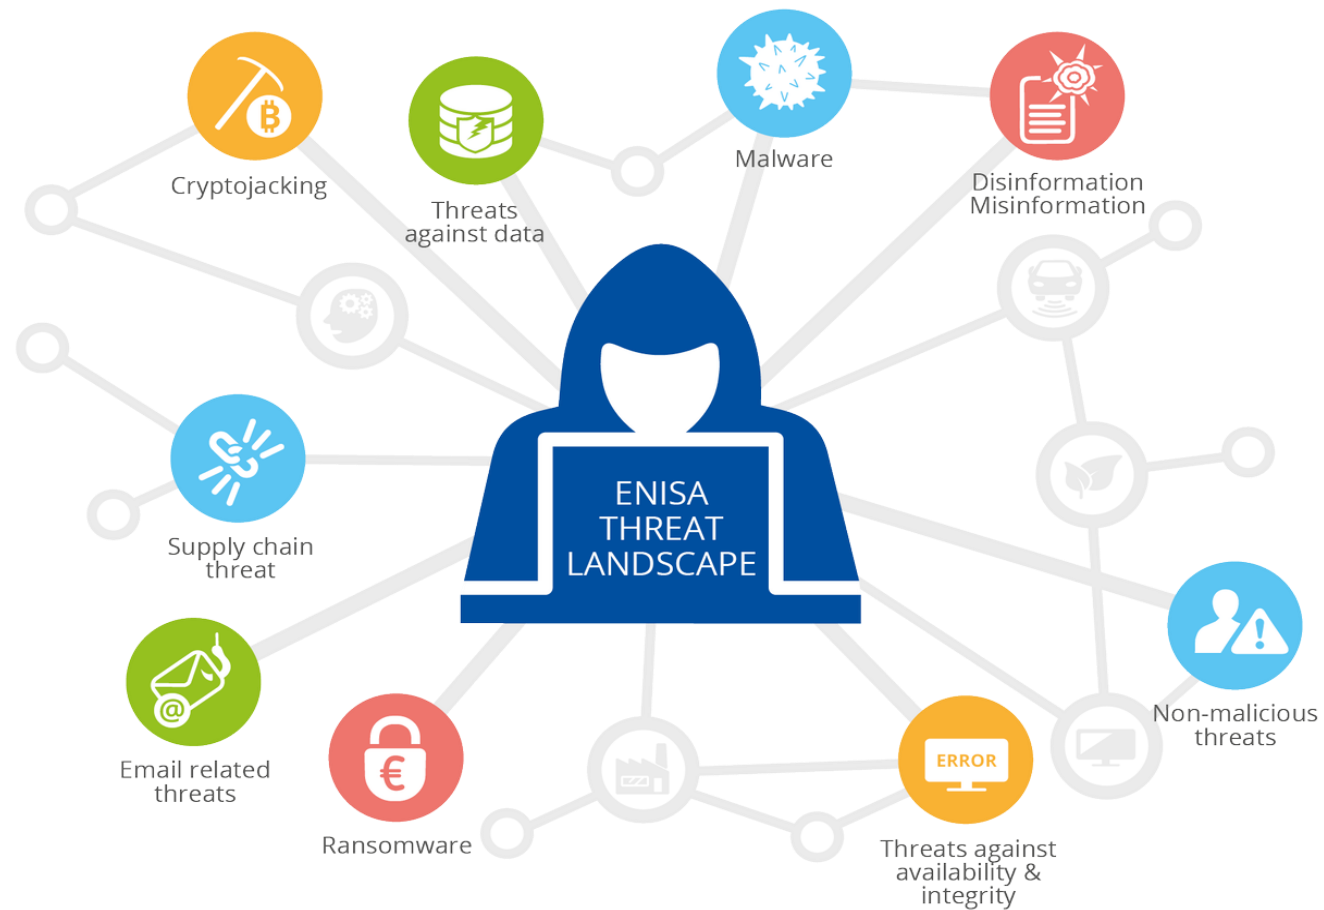 Cryptojacking
Threats
against data
Malware
Disinformation
Misinformation
ENISA
THREAT
LANDSCAPE
Supply chain
threat
@
Email related
threats
€
Ransomware
ERROR
Threats against
availability &
integrity
!
Non-malicious
threats